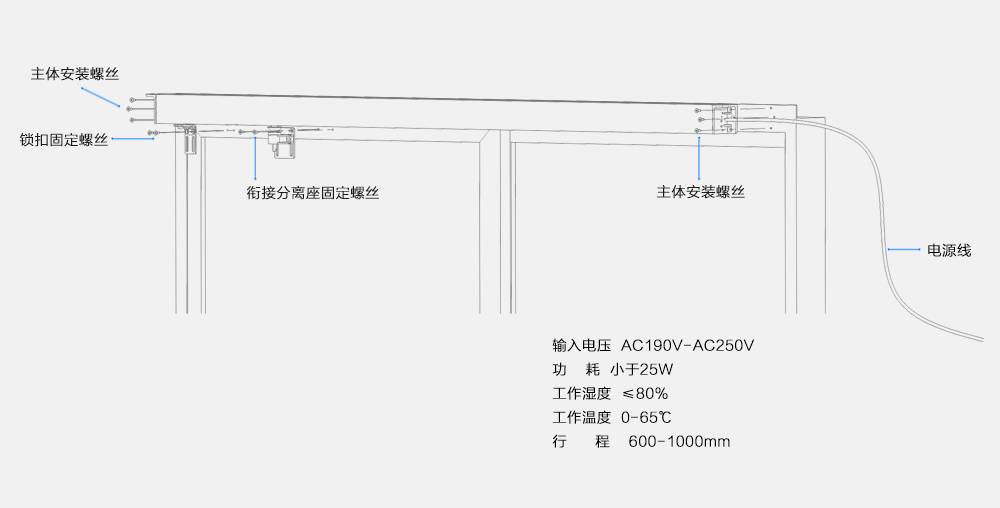 主体安装螺丝
锁扣固定螺丝
衔接分离座固定螺丝
主体安装螺丝
电源线
输入电压 AC190V-AC250V
功 耗 小于25W
工作湿度 ≤80%
工作温度 0-65℃
行 程 600-1000mm